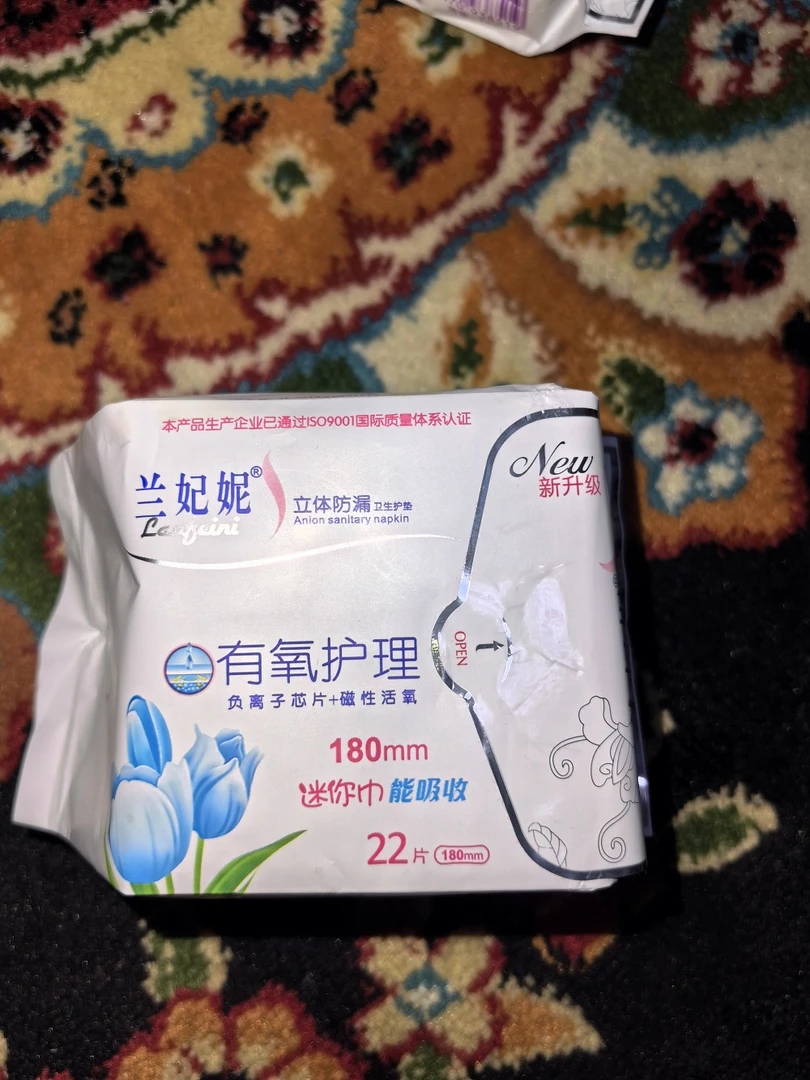 本产品生产企业已通过ISO9001国际质量体系认证
New
新升级
兰妃妮®
Lanfeini
立体防漏 卫生护垫
Anion sanitary napkin
OPEN
有氧护理
负离子芯片+磁性活氧
180mm
迷你巾 能吸收
22片 180mm